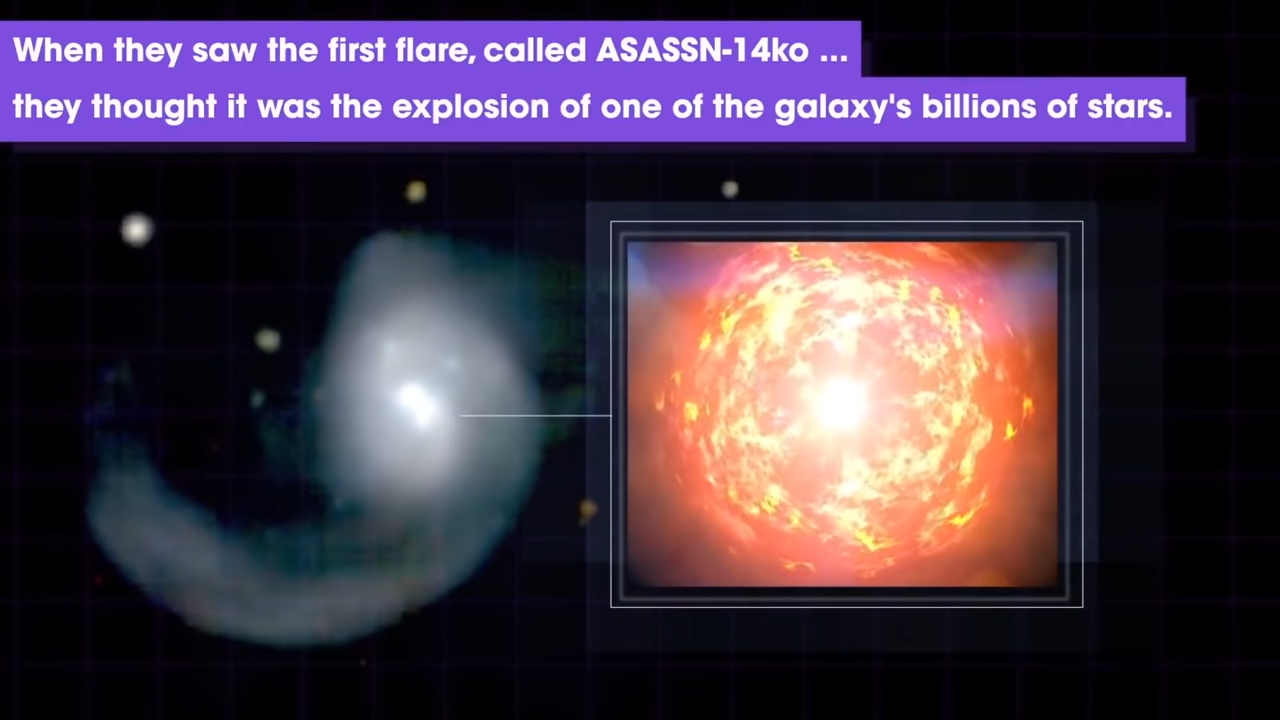 When they saw the first flare, called ASASSN-14ko ...
they thought it was the explosion of one of the galaxy's billions of stars.